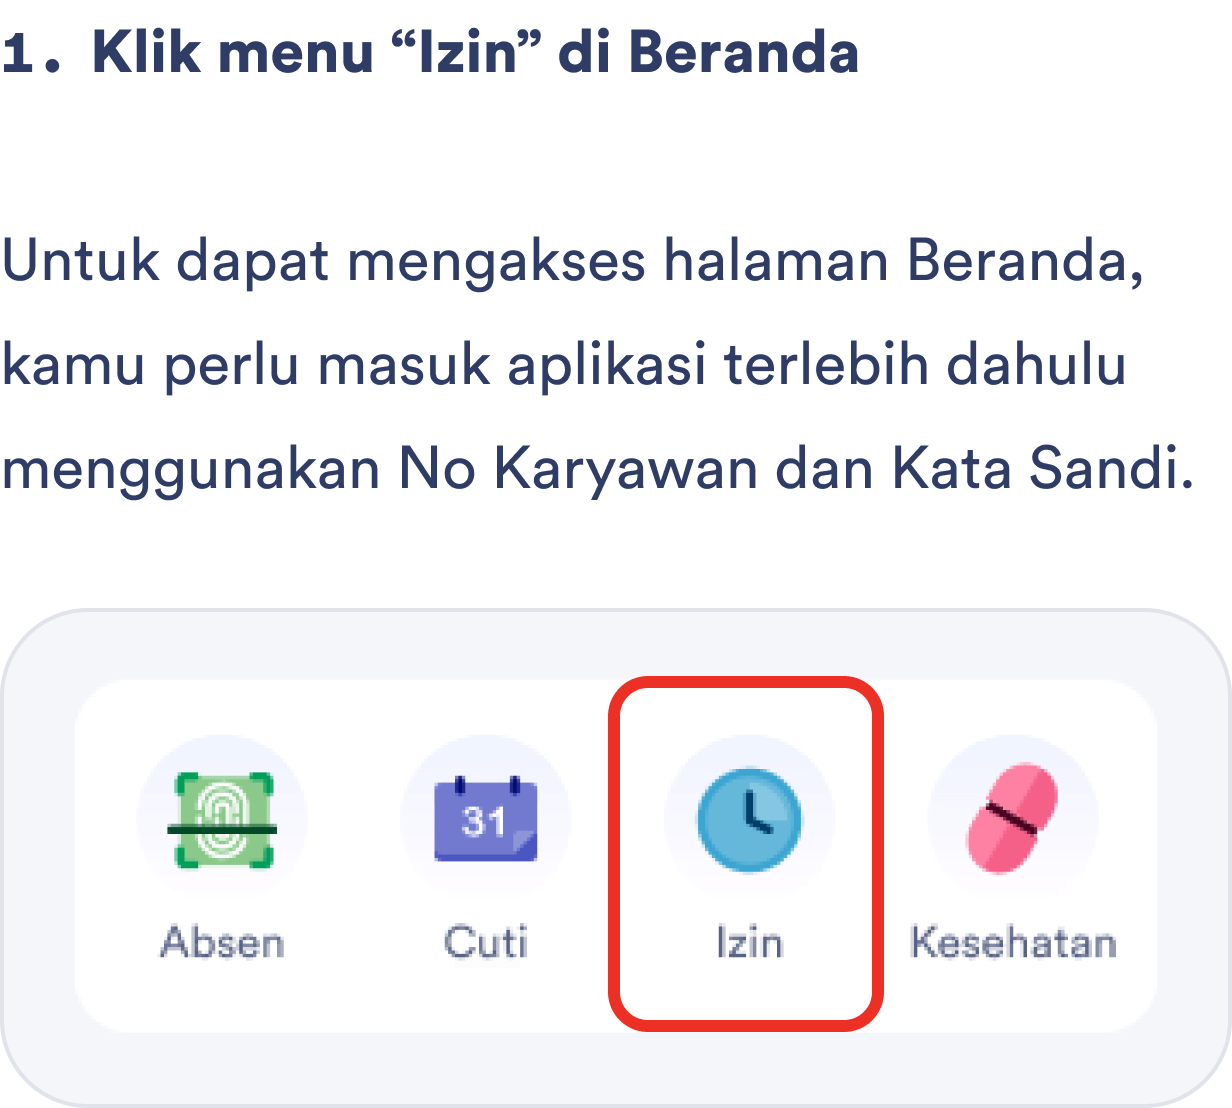 1. Klik menu “Izin” di Beranda
Untuk dapat mengakses halaman Beranda,
kamu perlu masuk aplikasi terlebih dahulu
menggunakan No Karyawan dan Kata Sandi.
31
Absen Cuti Izin Kesehatan